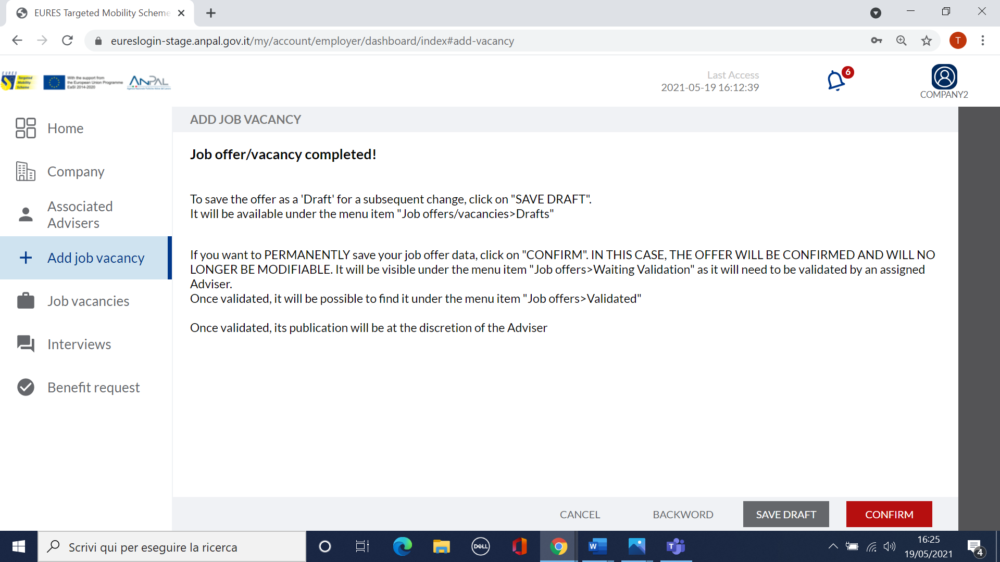 EURES Targeted Mobility Scheme
eureslogin-stage.anpal.gov.it/my/account/employer/dashboard/index#add-vacancy
T
EURES
Targeted
Mobility
Scheme
With the support from
the European Union Programme
EaSI 2014-2020
ANPAL
Agenzia Nazionale Politiche Attive del Lavoro
Last Access
2021-05-19 16:12:39
6
COMPANY2
Home
Company
Associated
Advisers
Add job vacancy
Job vacancies
Interviews
Benefit request
ADD JOB VACANCY
Job offer/vacancy completed!
To save the offer as a 'Draft' for a subsequent change, click on "SAVE DRAFT".
It will be available under the menu item "Job offers/vacancies>Drafts"
If you want to PERMANENTLY save your job offer data, click on "CONFIRM". IN THIS CASE, THE OFFER WILL BE CONFIRMED AND WILL NO
LONGER BE MODIFIABLE. It will be visible under the menu item "Job offers>Waiting Validation" as it will need to be validated by an assigned
Adviser.
Once validated, it will be possible to find it under the menu item "Job offers>Validated"
Once validated, its publication will be at the discretion of the Adviser
CANCEL
BACKWORD
SAVE DRAFT
CONFIRM
Scrivi qui per eseguire la ricerca
DELL
W
T
16:25
19/05/2021
4